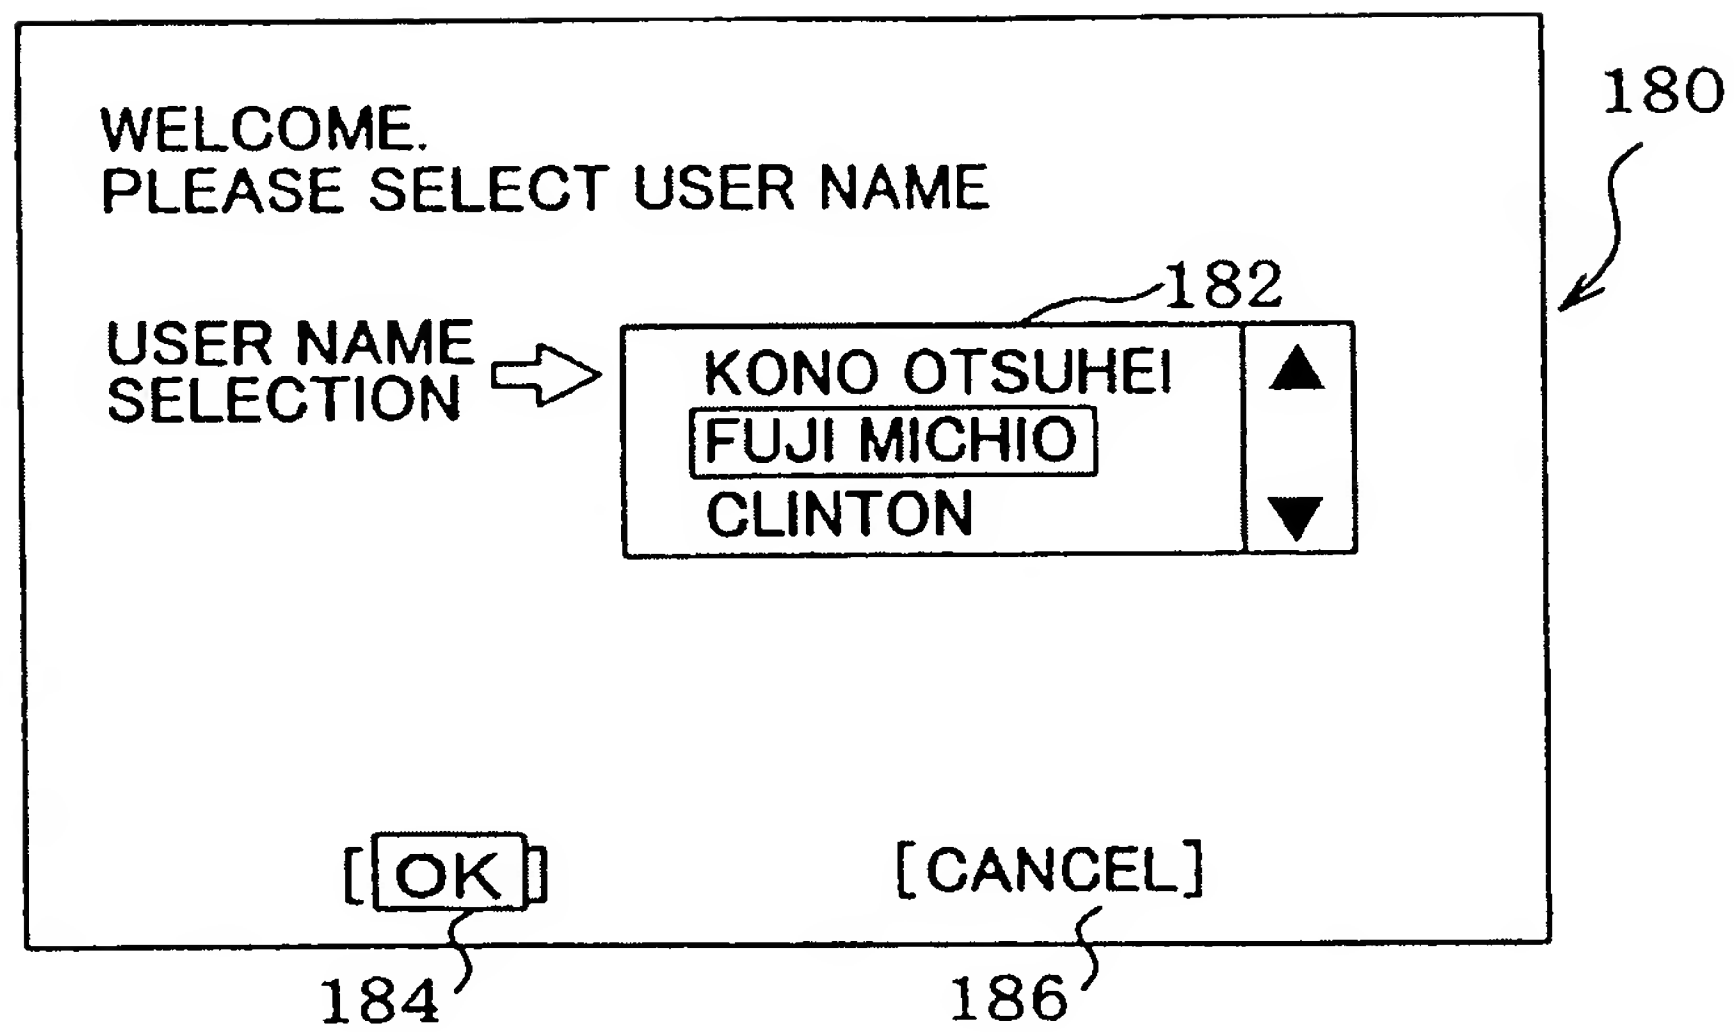 180
WELCOME.
PLEASE SELECT USER NAME
182
USER NAME
SELECTION
KONO OTSUHEI
FUJI MICHIO
CLINTON
[OK]
[CANCEL]
184
186